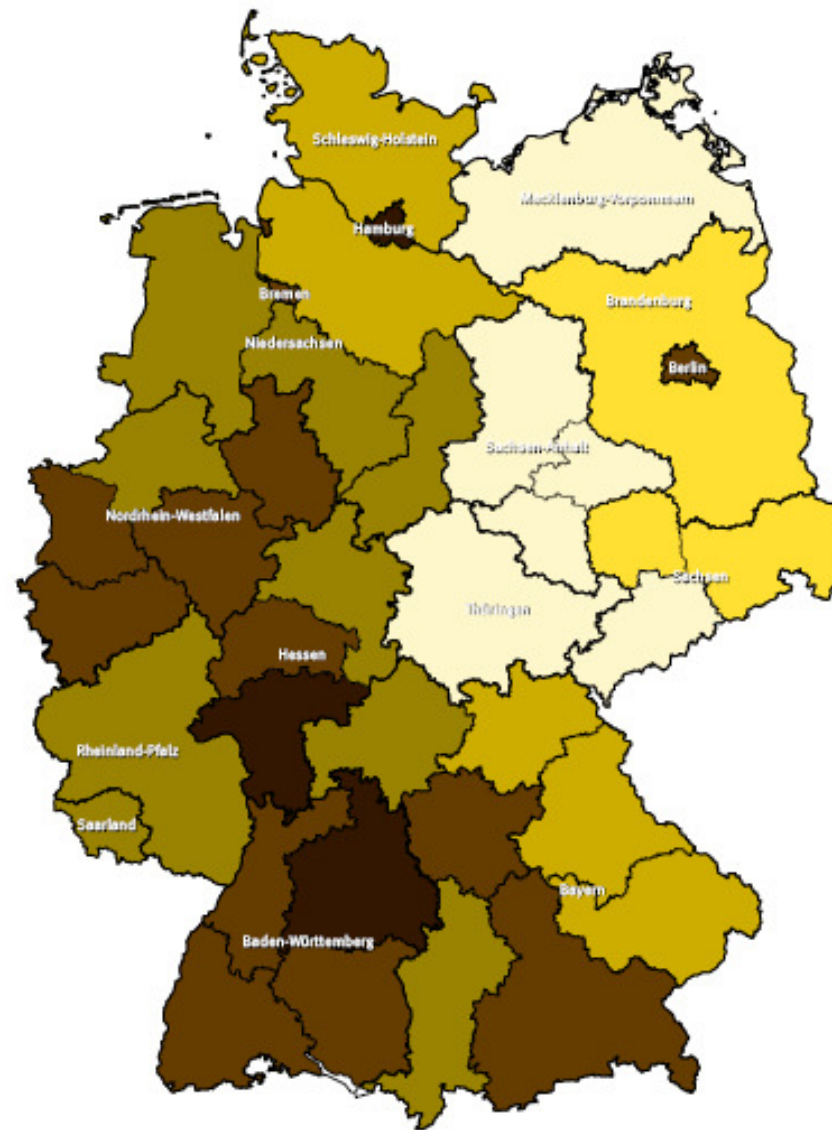 Schleswig-Holstein
Mecklenburg-Vorpommern
Hamburg
Bremen
Brandenburg
Niedersachsen
Berlin
Sachsen-Anhalt
Nordrhein-Westfalen
Sachsen
Thüringen
Hessen
Rheinland-Pfalz
Saarland
Bayern
Baden-Württemberg